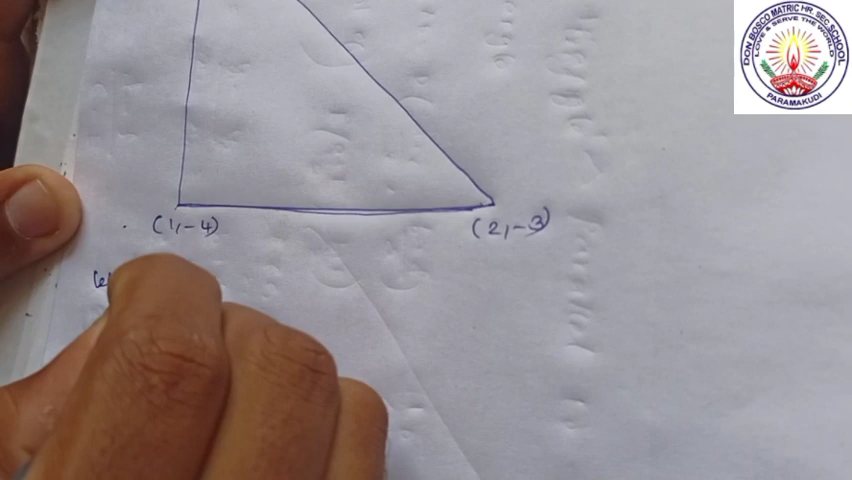 DON BOSCO MATRIC HR. SEC. SCHOOL
LOVE & SERVE THE WORLD
PARAMAKUDI
(1,-4) (2,-3)